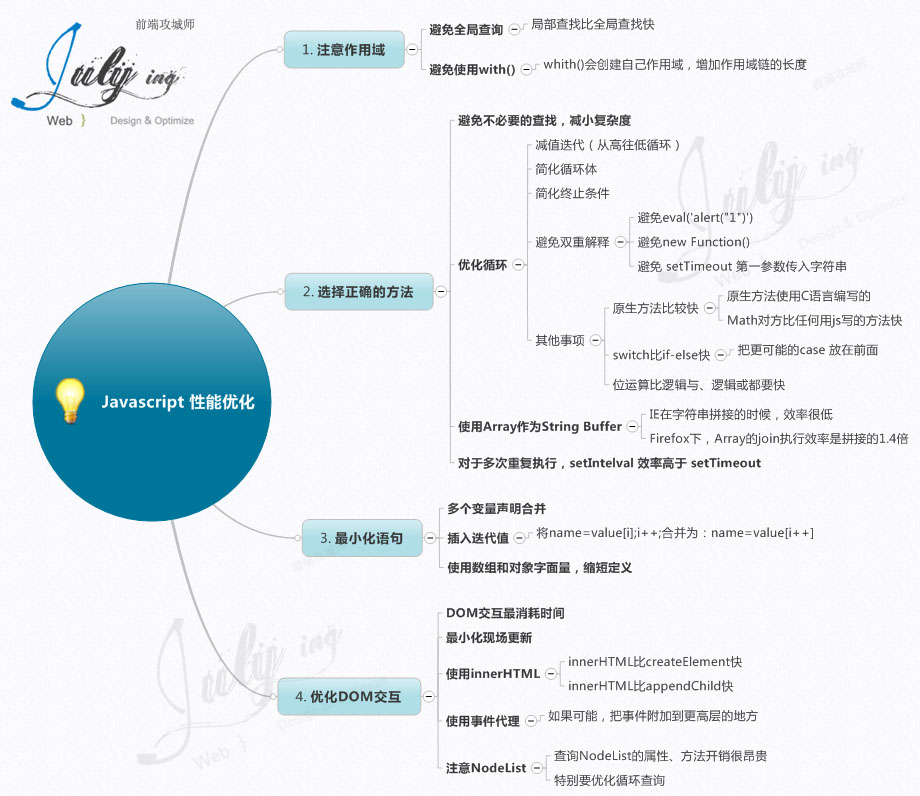 前端攻城师
July ing
Web }
Design & Optimize
Javascript 性能优化
1. 注意作用域
避免全局查询
局部查找比全局查找快
避免使用with()
whith()会创建自己作用域，增加作用域链的长度
2. 选择正确的方法
避免不必要的查找，减小复杂度
优化循环
减值迭代（从高往低循环）
简化循环体
简化终止条件
避免双重解释
避免eval('alert("1")')
避免new Function()
避免 setTimeout 第一参数传入字符串
其他事项
原生方法比较快
原生方法使用C语言编写的
Math对方比任何用js写的方法快
switch比if-else快
把更可能的case 放在前面
位运算比逻辑与、逻辑或都要快
使用Array作为String Buffer
IE在字符串拼接的时候，效率很低
Firefox下，Array的join执行效率是拼接的1.4倍
对于多次重复执行，setIntelval 效率高于 setTimeout
3. 最小化语句
多个变量声明合并
插入迭代值
将name=value[i];i++;合并为：name=value[i++]
使用数组和对象字面量，缩短定义
4. 优化DOM交互
DOM交互最消耗时间
最小化现场更新
使用innerHTML
innerHTML比createElement快
innerHTML比appendChild快
使用事件代理
如果可能，把事件附加到更高层的地方
注意NodeList
查询NodeList的属性、方法开销很昂贵
特别要优化循环查询